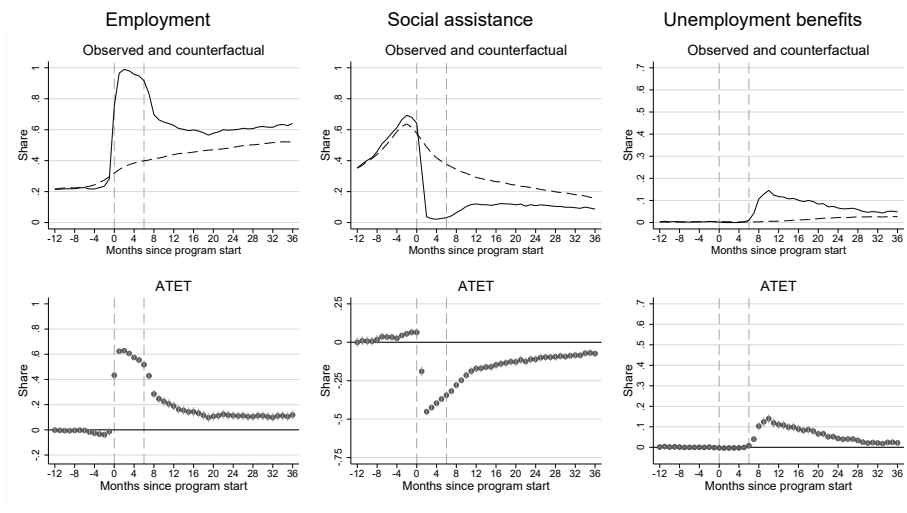 Employment
Social assistance
Unemployment benefits
Observed and counterfactual
Observed and counterfactual
Observed and counterfactual
Share
0 .2 .4 .6 .8 1
-12 -8 -4 0 4 8 12 16 20 24 28 32 36
Months since program start
Share
0 .2 .4 .6 .8 1
-12 -8 -4 0 4 8 12 16 20 24 28 32 36
Months since program start
Share
0 .1 .2 .3 .4 .5 .6 .7
-12 -8 -4 0 4 8 12 16 20 24 28 32 36
Months since program start
ATET
ATET
ATET
Share
-.2 0 .2 .4 .6 .8 1
-12 -8 -4 0 4 8 12 16 20 24 28 32 36
Months since program start
Share
-.75 -.5 -.25 0 .25
-12 -8 -4 0 4 8 12 16 20 24 28 32 36
Months since program start
Share
0 .1 .2 .3 .4 .5 .6 .7
-12 -8 -4 0 4 8 12 16 20 24 28 32 36
Months since program start